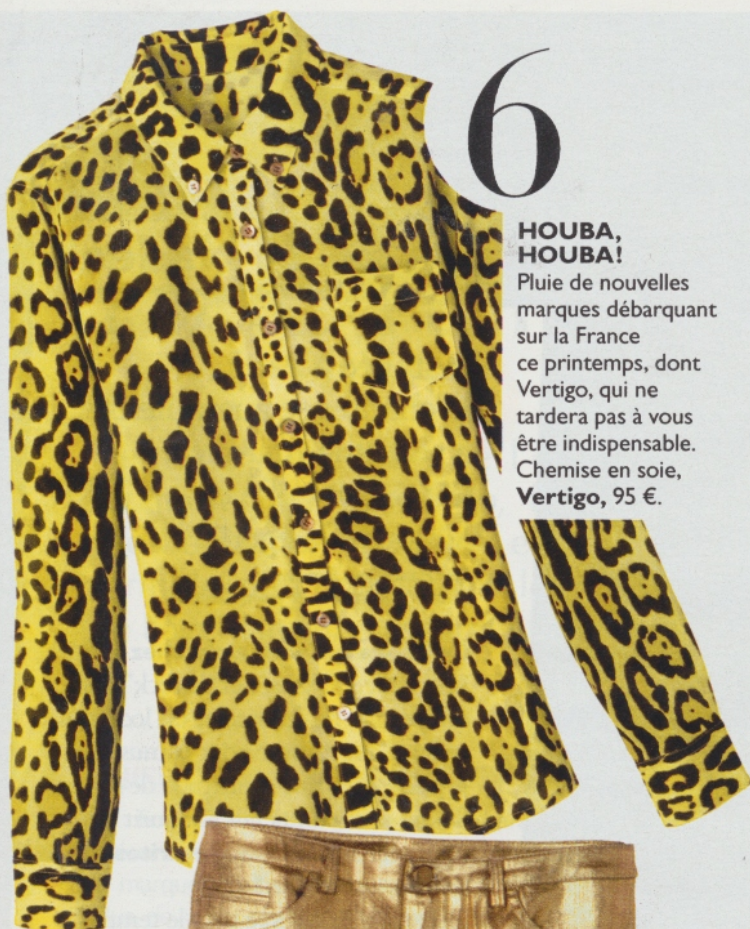 6
HOUBA,
HOUBA!
Pluie de nouvelles
marques débarquant
sur la France
ce printemps, dont
Vertigo, qui ne
tardera pas à vous
être indispensable.
Chemise en soie,
Vertigo, 95 €.